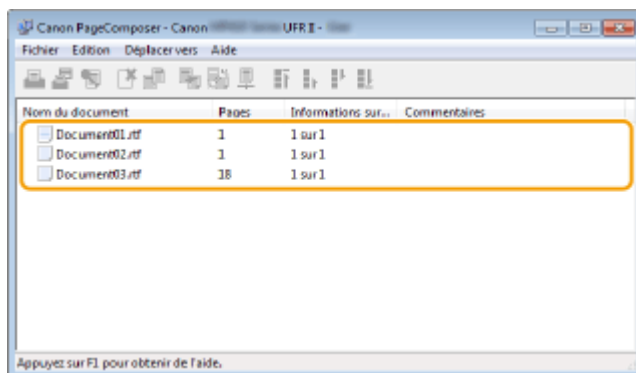 Canon PageComposer - Canon UFR II -
Fichier Edition Déplacer vers Aide
Nom du document Pages Informations sur... Commentaires
Document01.rtf 1 1 sur 1
Document02.rtf 1 1 sur 1
Document03.rtf 18 1 sur 1
Appuyez sur F1 pour obtenir de l'aide.